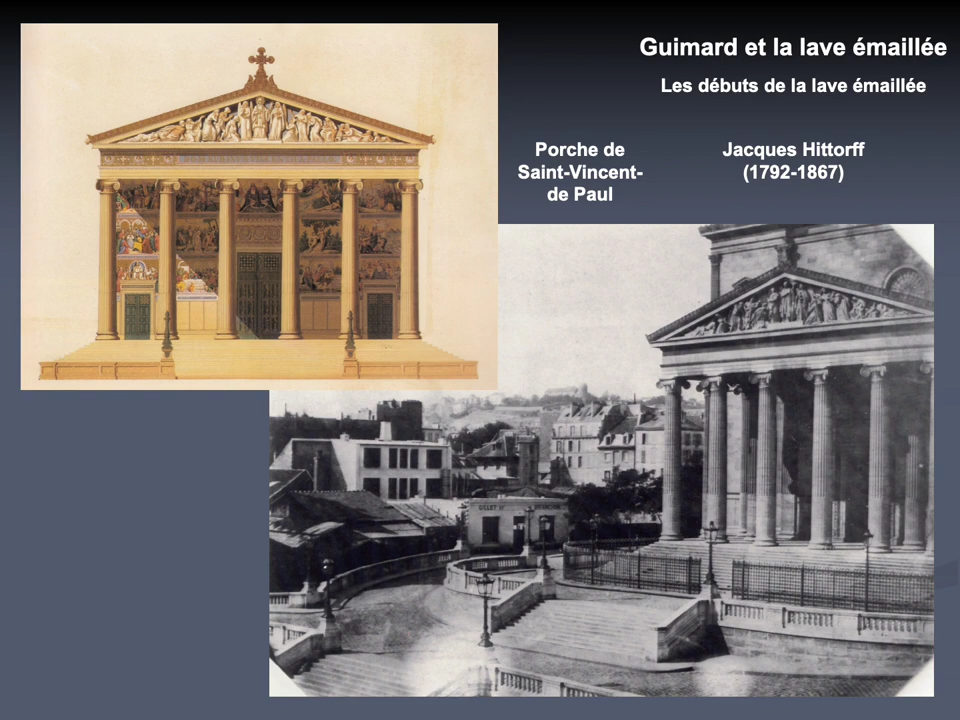 Guimard et la lave émaillée
Les débuts de la lave émaillée
Porche de
Saint-Vincent-
de Paul
Jacques Hittorff
(1792-1867)
GILLET